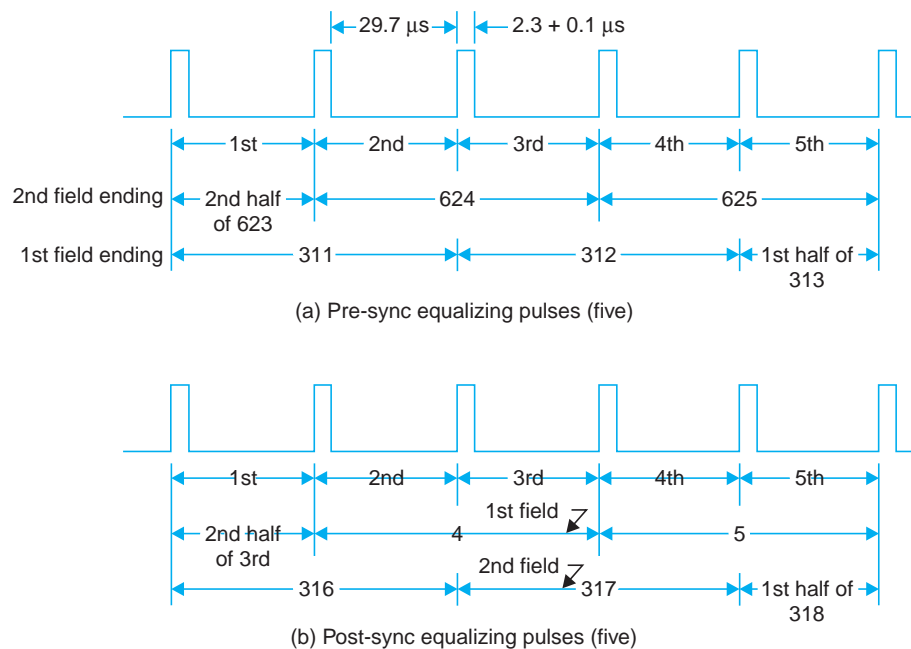 29.7 µs 2.3 + 0.1 µs
1st 2nd 3rd 4th 5th
2nd field ending 2nd half of 623 624 625
1st field ending 311 312 1st half of 313
(a) Pre-sync equalizing pulses (five)
1st 2nd 3rd 4th 5th
1st field
2nd half of 3rd 4 5
2nd field
316 317 1st half of 318
(b) Post-sync equalizing pulses (five)